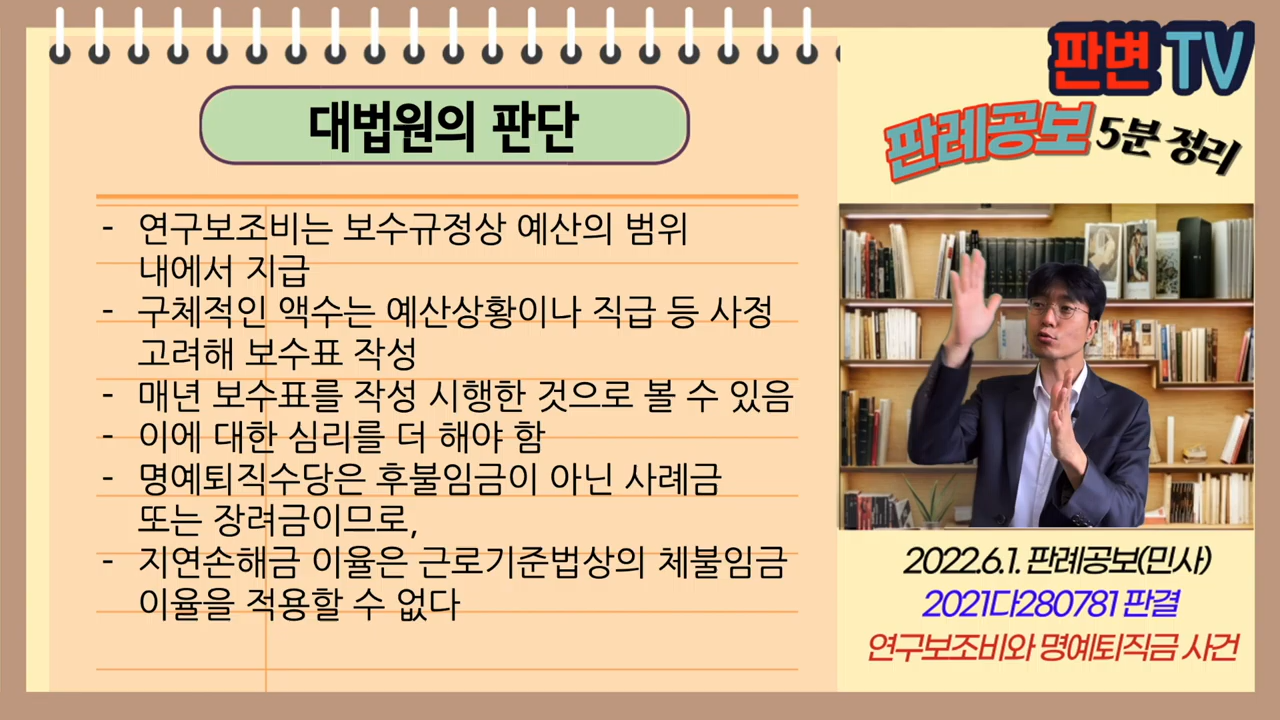 대법원의 판단
- 연구보조비는 보수규정상 예산의 범위
내에서 지급
- 구체적인 액수는 예산상황이나 직급 등 사정
고려해 보수표 작성
- 매년 보수표를 작성 시행한 것으로 볼 수 있음
- 이에 대한 심리를 더 해야 함
- 명예퇴직수당은 후불임금이 아닌 사례금
또는 장려금이므로,
- 지연손해금 이율은 근로기준법상의 체불임금
이율을 적용할 수 없다
판변 TV
판례공보 5분 정리
2022.6.1. 판례공보(민사)
2021다280781 판결
연구보조비와 명예퇴직금 사건